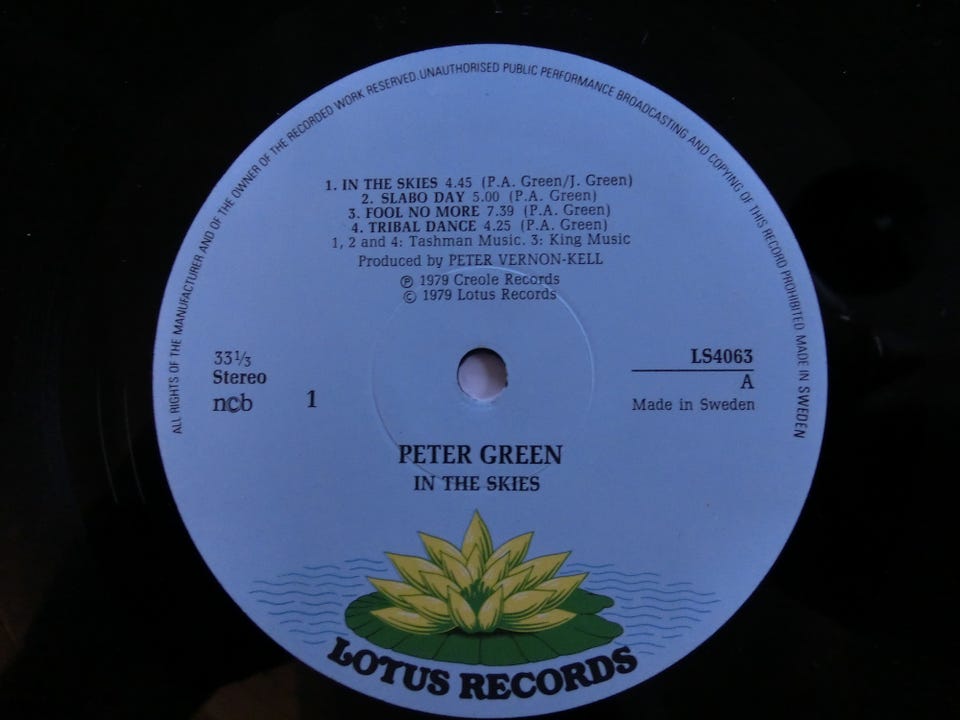 ALL RIGHTS OF THE MANUFACTURER AND OF THE OWNER OF THE RECORDED WORK RESERVED. UNAUTHORISED PUBLIC PERFORMANCE BROADCASTING AND COPYING OF THIS RECORD PROHIBITED MADE IN SWEDEN
1. IN THE SKIES 4.45 (P.A. Green/J. Green)
2. SLABO DAY 5.00 (P.A. Green)
3. FOOL NO MORE 7.39 (P.A. Green)
4. TRIBAL DANCE 4.25 (P.A. Green)
1, 2 and 4: Tashman Music. 3: King Music
Produced by PETER VERNON-KELL
℗ 1979 Creole Records
© 1979 Lotus Records
33⅓
Stereo
ncb 1
LS4063
A
Made in Sweden
PETER GREEN
IN THE SKIES
LOTUS RECORDS